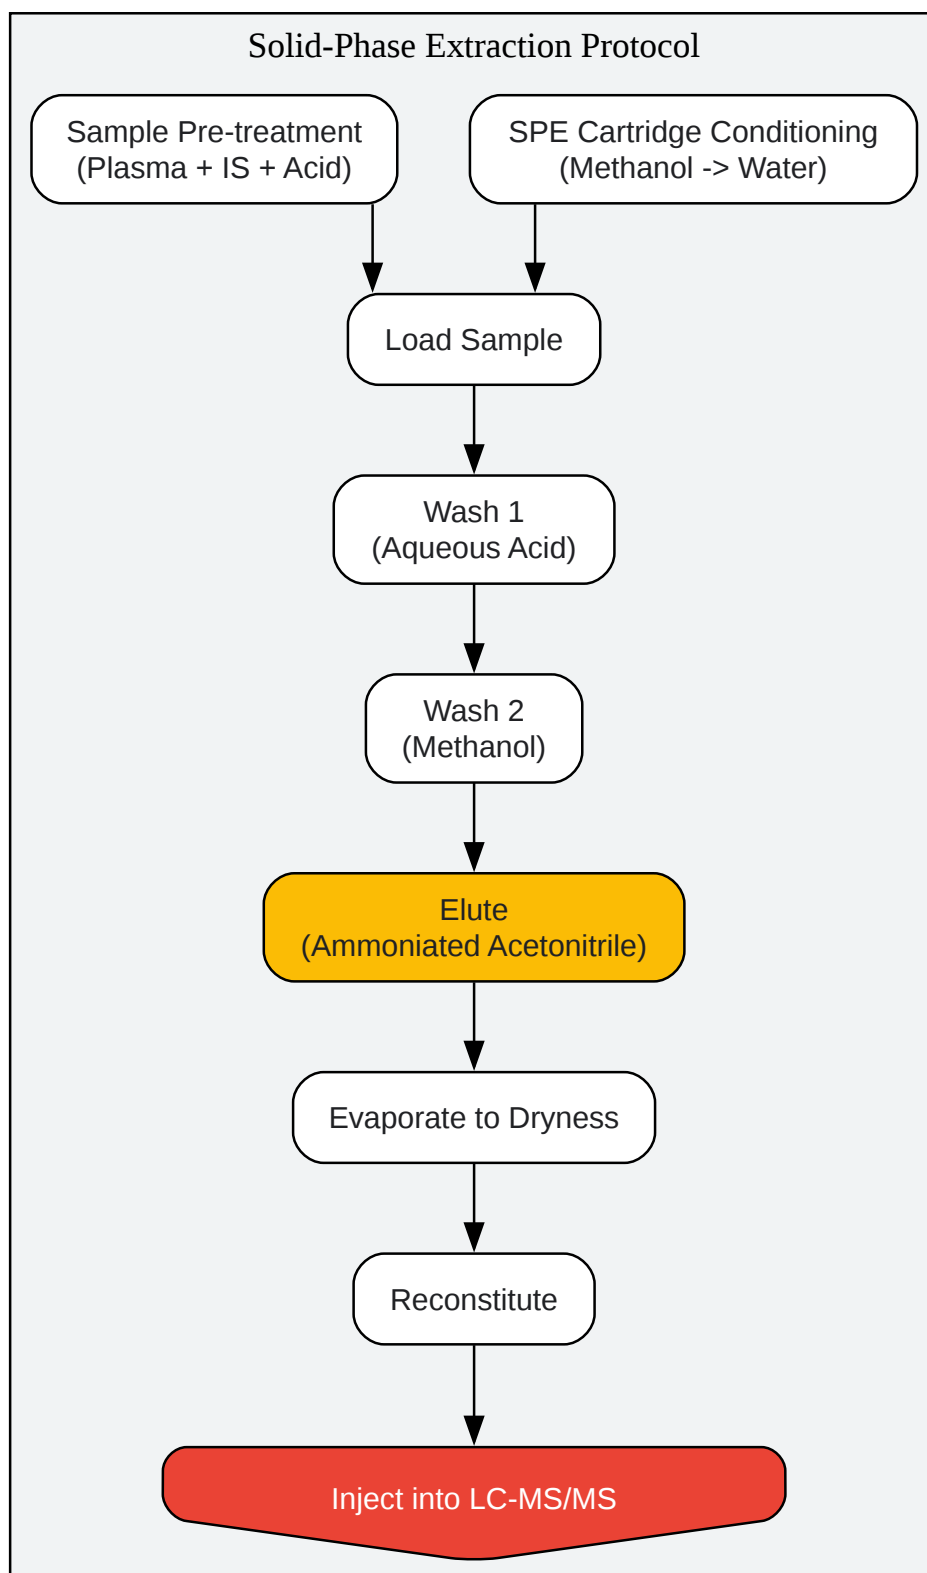 Solid-Phase Extraction Protocol
Sample Pre-treatment
(Plasma + IS + Acid)
SPE Cartridge Conditioning
(Methanol -> Water)
Load Sample
Wash 1
(Aqueous Acid)
Wash 2
(Methanol)
Elute
(Ammoniated Acetonitrile)
Evaporate to Dryness
Reconstitute
Inject into LC-MS/MS